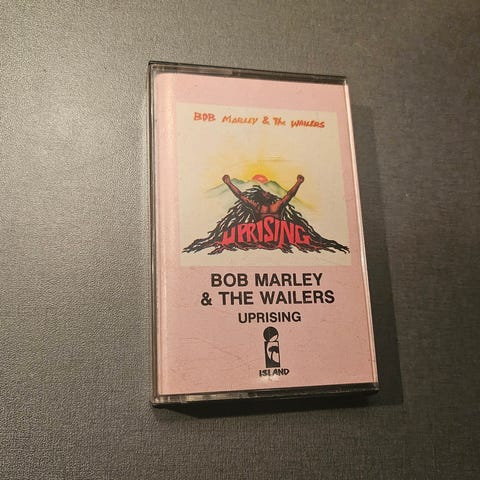 BOB MARLEY & The WAILERS
UPRISING
BOB MARLEY
& THE WAILERS
UPRISING
ISLAND